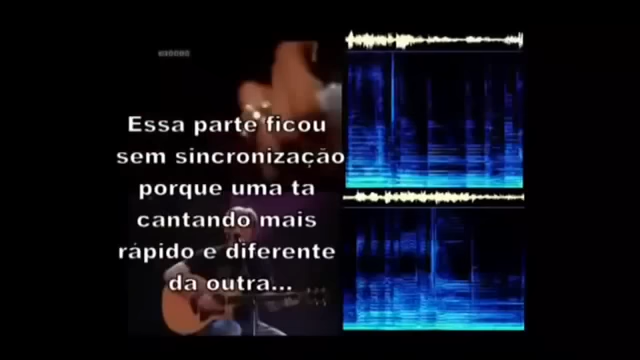 Essa parte ficou
sem sincronização
porque uma ta
cantando mais
rápido e diferente
da outra...